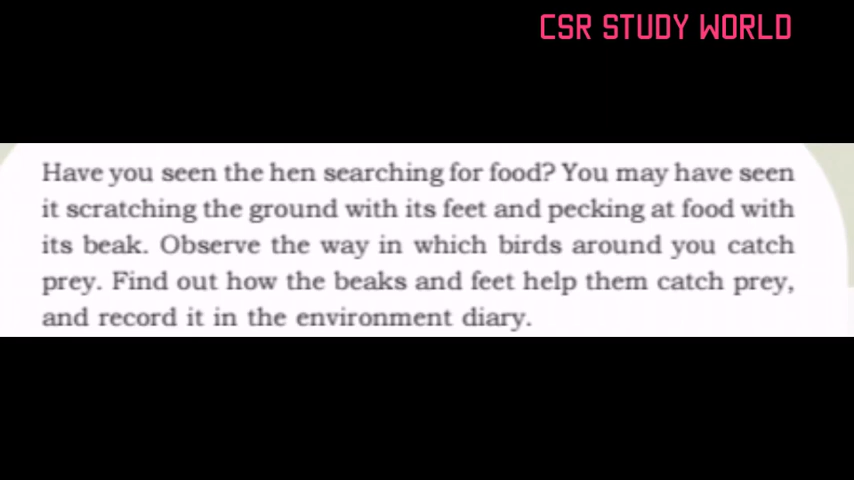 CSR STUDY WORLD
Have you seen the hen searching for food? You may have seen
it scratching the ground with its feet and pecking at food with
its beak. Observe the way in which birds around you catch
prey. Find out how the beaks and feet help them catch prey,
and record it in the environment diary.